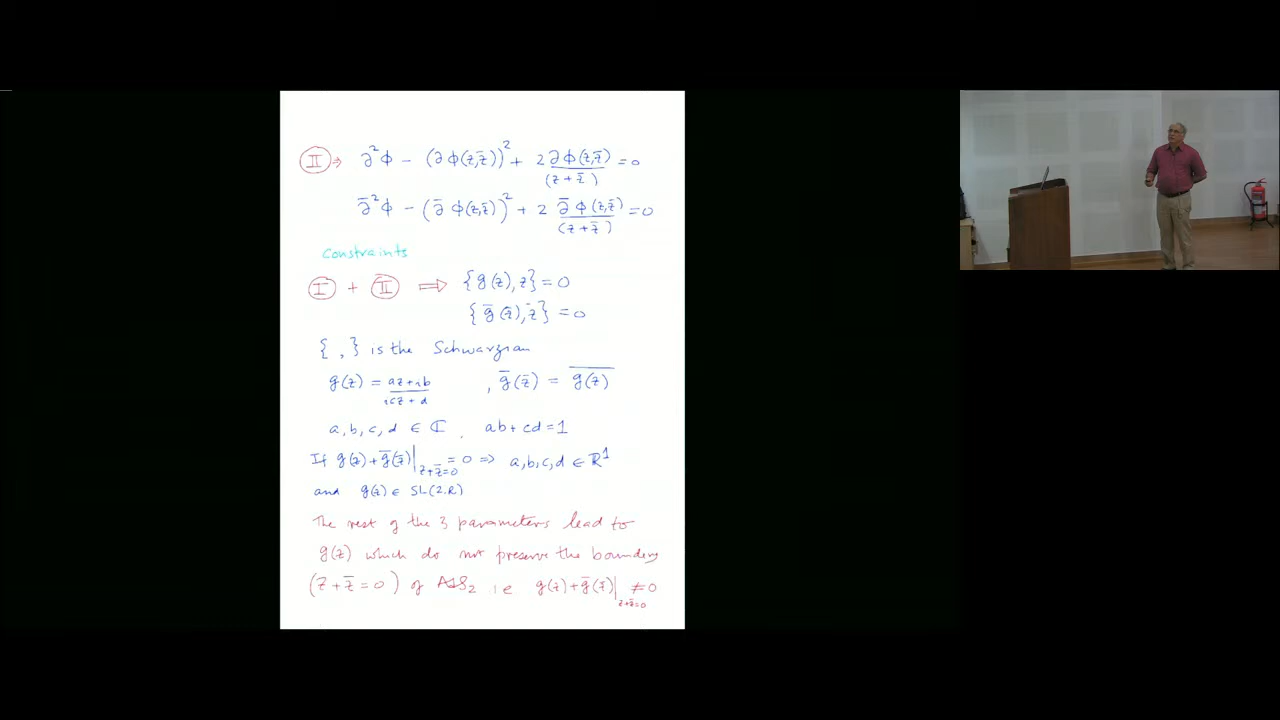 II ⇒ ∂²Φ − (∂Φ(z,z̄))² + 2 ∂Φ(z,z̄)/(z+z̄) = 0
∂̄²Φ − (∂̄Φ(z,z̄))² + 2 ∂̄Φ(z,z̄)/(z+z̄) = 0
Constraints
I + II ⟹ {g(z), z} = 0
{ḡ(z̄), z̄} = 0
{ , } is the Schwarzian
g(z) = (az+ib)/(icz+d) , ḡ(z̄) = \overline{g(z)}
a, b, c, d ∈ ℂ , ab + cd = 1
If g(z) + ḡ(z̄)|_{z+z̄=0} = 0 ⇒ a,b,c,d ∈ R¹
and g(z) ∈ SL(2,R)
The rest of the 3 parameters lead to
g(z) which do not preserve the boundary
(z + z̄ = 0) of AdS₂ i.e g(z) + ḡ(z̄)|_{z+z̄=0} ≠ 0